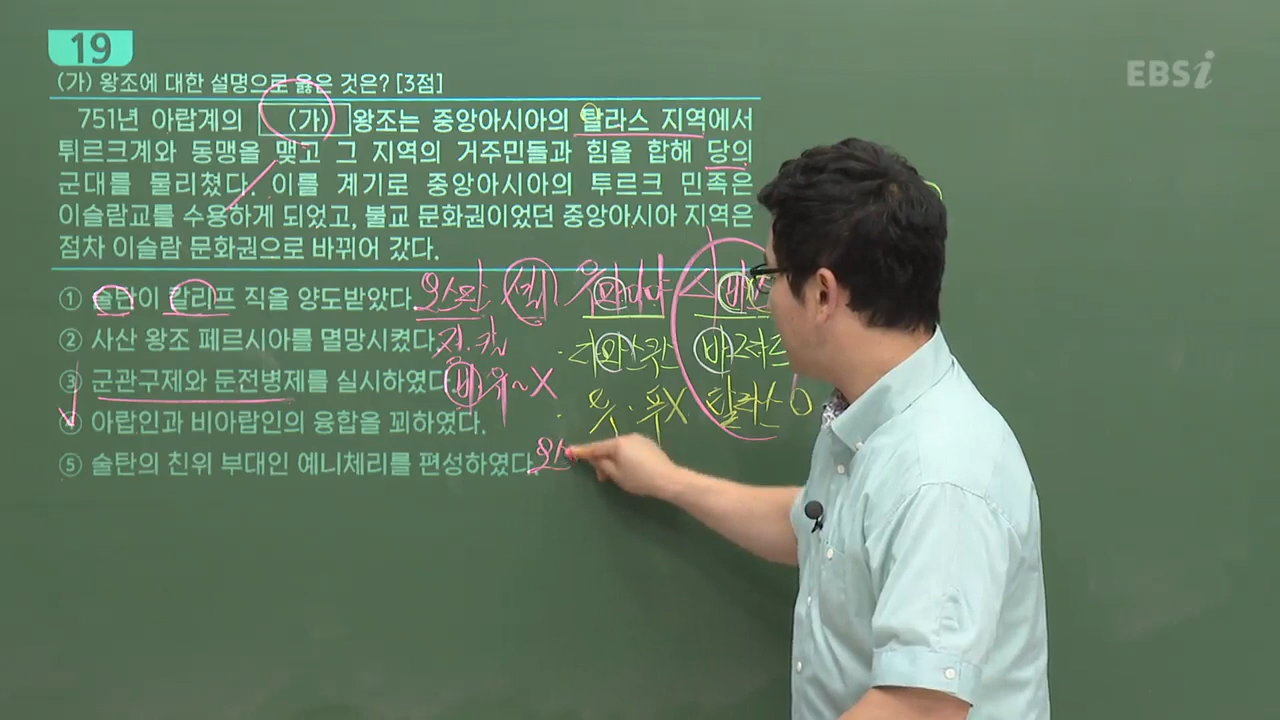 19
EBSi
(가) 왕조에 대한 설명으로 옳은 것은? [3점]
751년 아랍계의 (가) 왕조는 중앙아시아의 탈라스 지역에서
튀르크계와 동맹을 맺고 그 지역의 거주민들과 힘을 합해 당의
군대를 물리쳤다. 이를 계기로 중앙아시아의 투르크 민족은
이슬람교를 수용하게 되었고, 불교 문화권이었던 중앙아시아 지역은
점차 이슬람 문화권으로 바뀌어 갔다.
① 술탄이 칼리프 직을 양도받았다. 오스만
② 사산 왕조 페르시아를 멸망시켰다.
③ 군관구제와 둔전병제를 실시하였다. X
④ 아랍인과 비아랍인의 융합을 꾀하였다. X 탈라스 O
⑤ 술탄의 친위 부대인 예니체리를 편성하였다. 오스